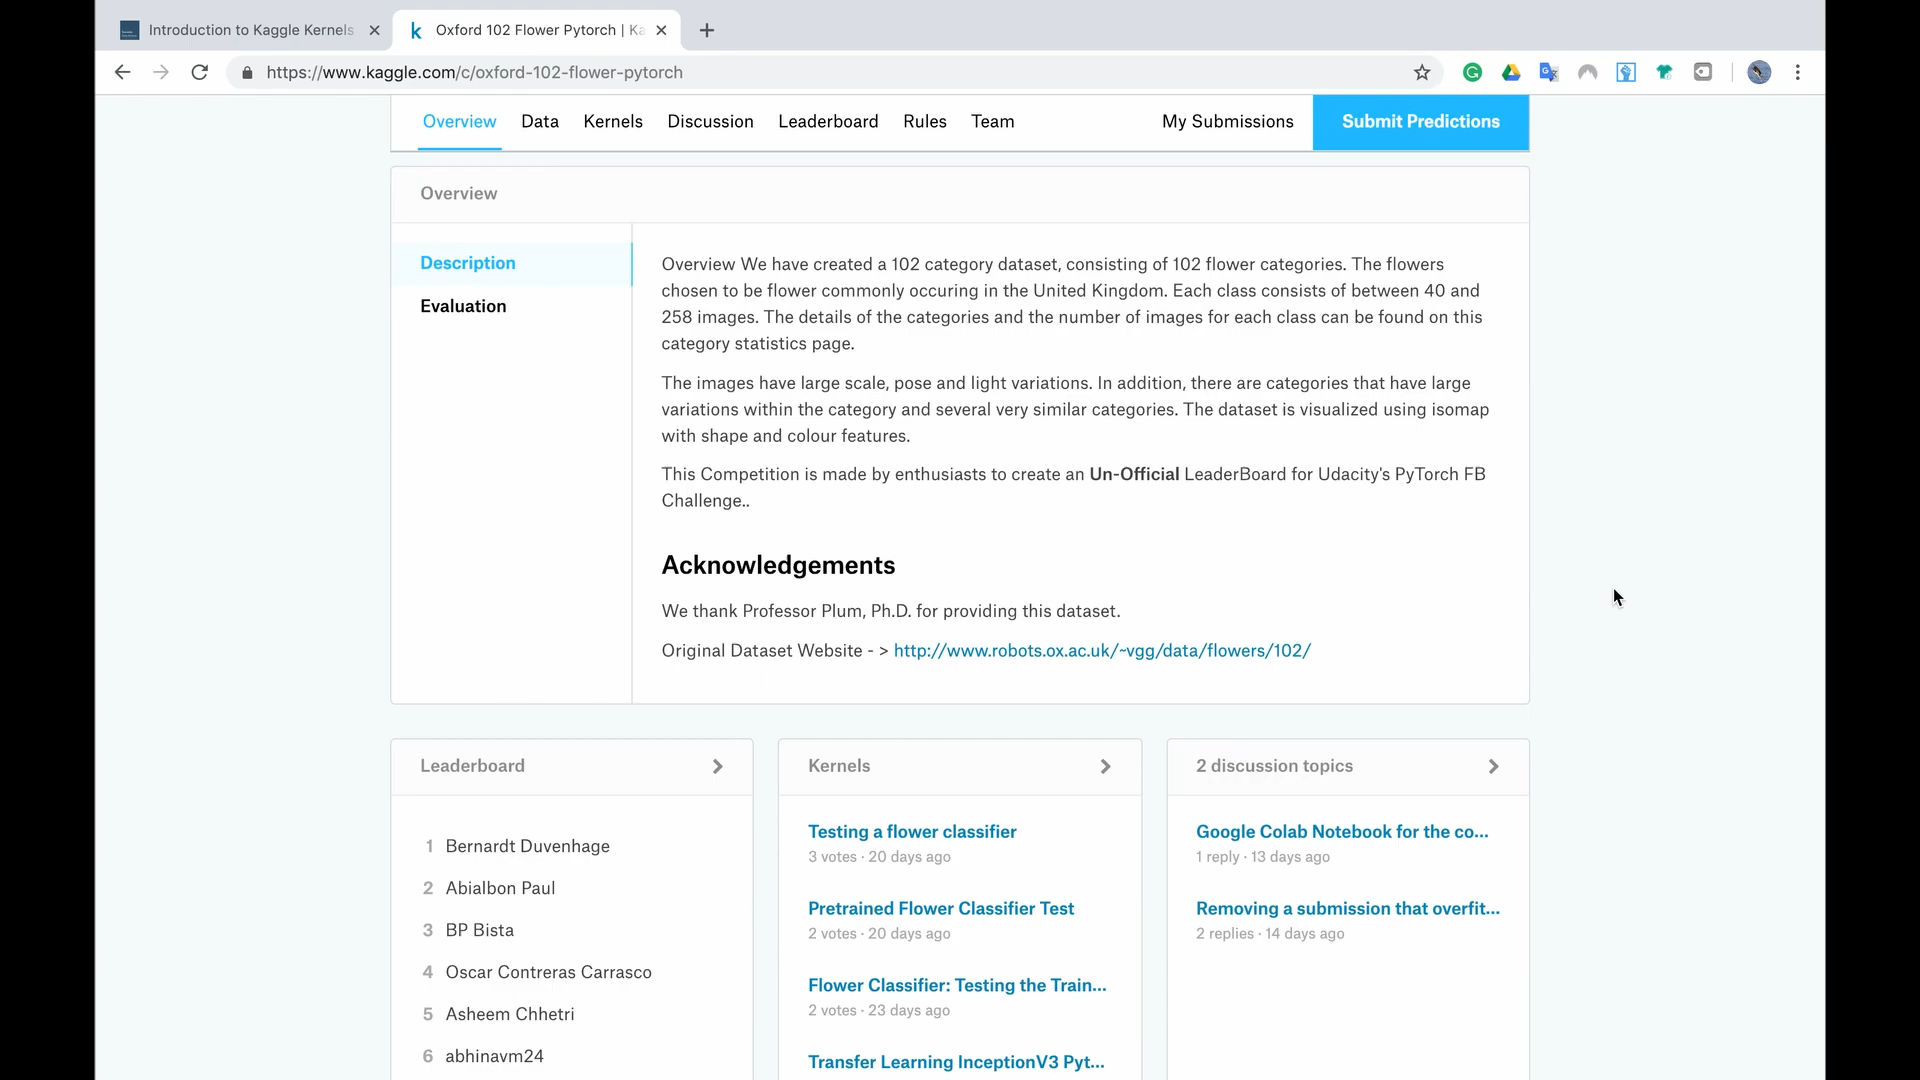 Introduction to Kaggle Kernels
Oxford 102 Flower Pytorch | Ka
https://www.kaggle.com/c/oxford-102-flower-pytorch
Overview Data Kernels Discussion Leaderboard Rules Team My Submissions Submit Predictions
Overview
Description
Evaluation
Overview We have created a 102 category dataset, consisting of 102 flower categories. The flowers
chosen to be flower commonly occuring in the United Kingdom. Each class consists of between 40 and
258 images. The details of the categories and the number of images for each class can be found on this
category statistics page.
The images have large scale, pose and light variations. In addition, there are categories that have large
variations within the category and several very similar categories. The dataset is visualized using isomap
with shape and colour features.
This Competition is made by enthusiasts to create an Un-Official LeaderBoard for Udacity's PyTorch FB
Challenge..
Acknowledgements
We thank Professor Plum, Ph.D. for providing this dataset.
Original Dataset Website - > http://www.robots.ox.ac.uk/~vgg/data/flowers/102/
Leaderboard
1 Bernardt Duvenhage
2 Abialbon Paul
3 BP Bista
4 Oscar Contreras Carrasco
5 Asheem Chhetri
6 abhinavm24
Kernels
Testing a flower classifier
3 votes · 20 days ago
Pretrained Flower Classifier Test
2 votes · 20 days ago
Flower Classifier: Testing the Train...
2 votes · 23 days ago
Transfer Learning InceptionV3 Pyt...
2 discussion topics
Google Colab Notebook for the co...
1 reply · 13 days ago
Removing a submission that overfit...
2 replies · 14 days ago